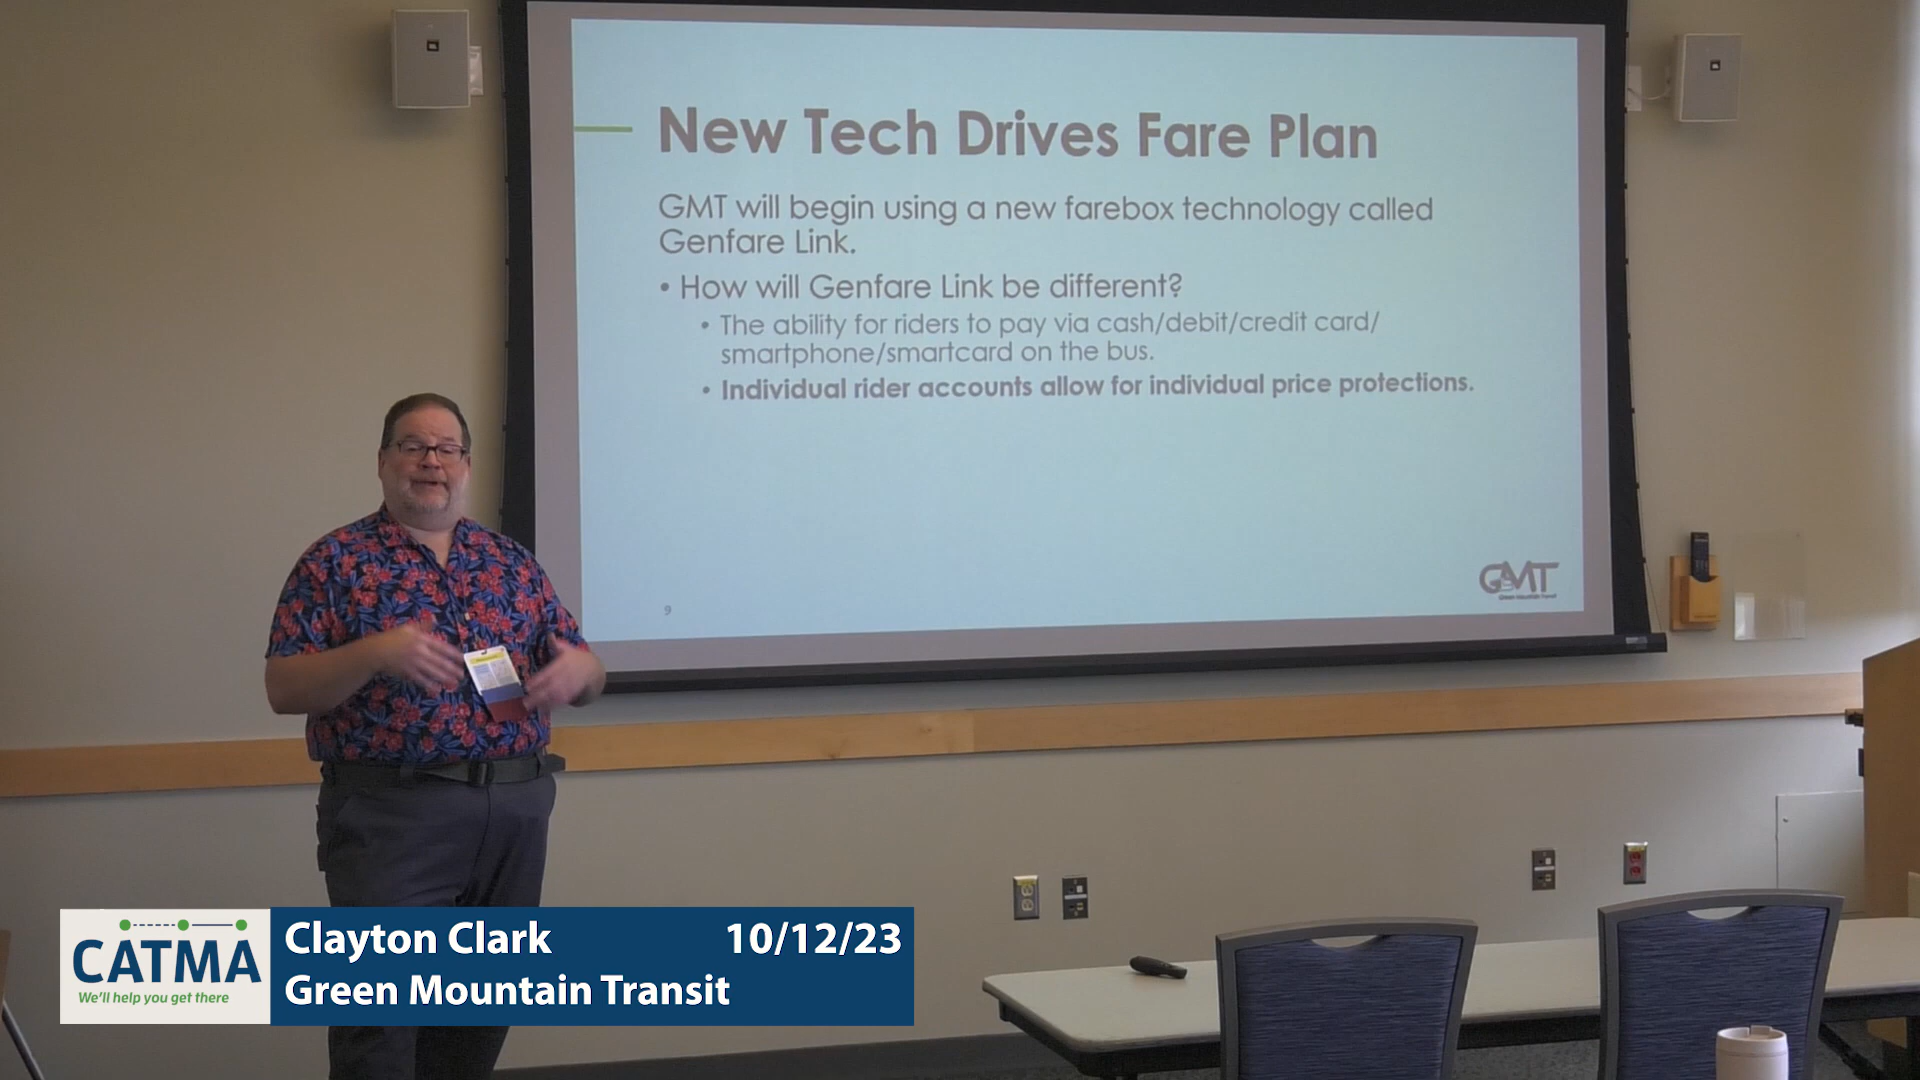 New Tech Drives Fare Plan
GMT will begin using a new farebox technology called
Genfare Link.
• How will Genfare Link be different?
• The ability for riders to pay via cash/debit/credit card/
smartphone/smartcard on the bus.
• Individual rider accounts allow for individual price protections.
9
GMT
Green Mountain Transit
CATMA
We'll help you get there
Clayton Clark 10/12/23
Green Mountain Transit